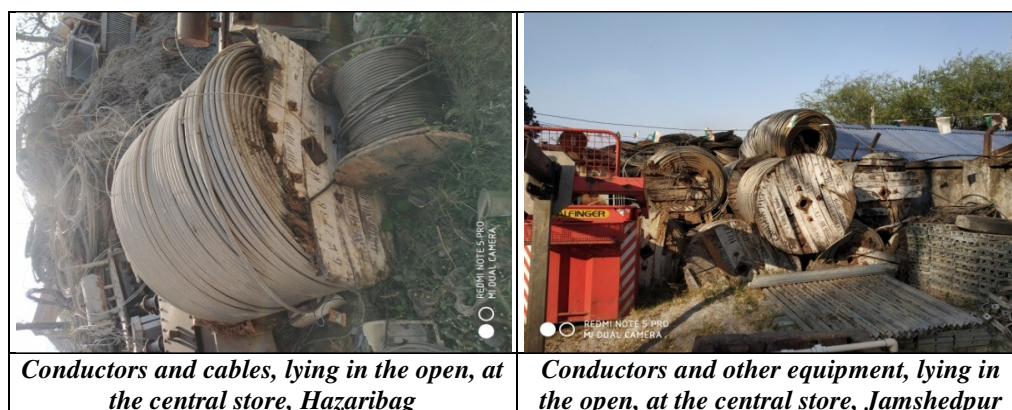 REDMI NOTE 5 PRO
MI DUAL CAMERA
ALFINGER
REDMI NOTE 5 PRO
MI DUAL CAMERA
Conductors and cables, lying in the open, at
the central store, Hazaribag
Conductors and other equipment, lying in
the open, at the central store, Jamshedpur